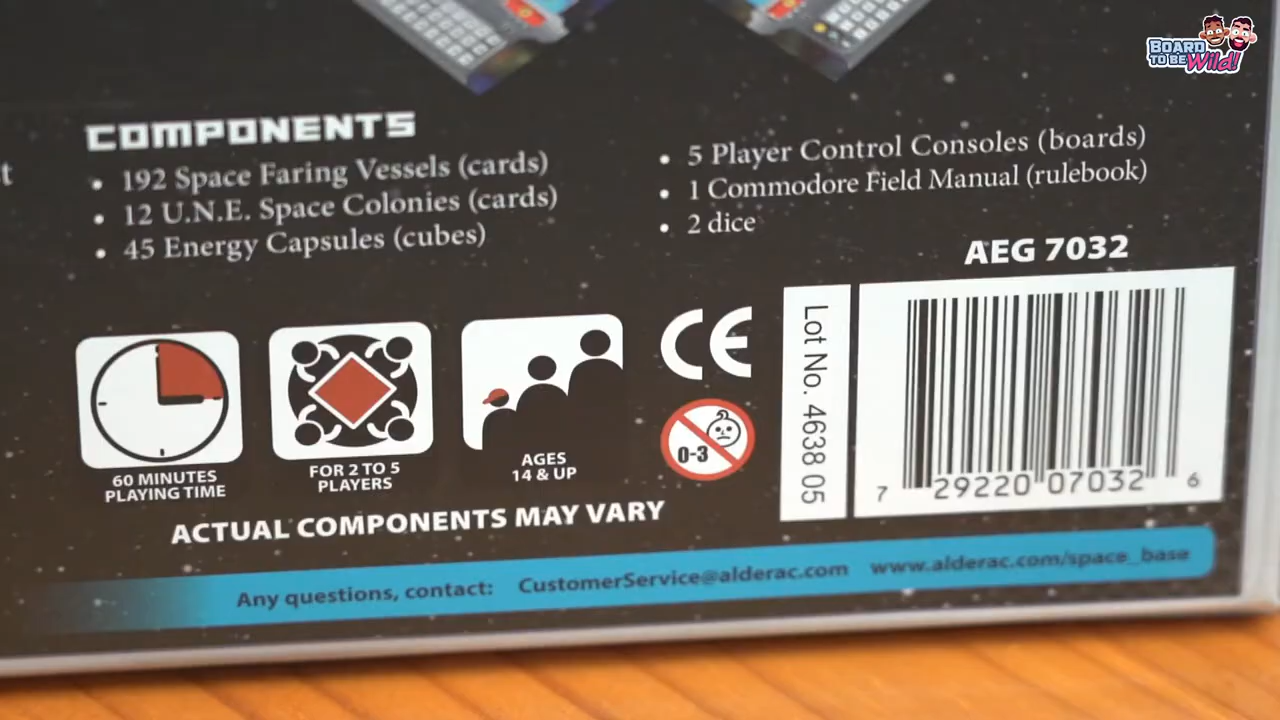 BOARD
TO BE Wild!
COMPONENTS
• 192 Space Faring Vessels (cards)
• 12 U.N.E. Space Colonies (cards)
• 45 Energy Capsules (cubes)
• 5 Player Control Consoles (boards)
• 1 Commodore Field Manual (rulebook)
• 2 dice
AEG 7032
60 MINUTES
PLAYING TIME
FOR 2 TO 5
PLAYERS
AGES
14 & UP
CE
0-3
Lot No. 4638 05
7 29220 07032 6
ACTUAL COMPONENTS MAY VARY
Any questions, contact: CustomerService@alderac.com www.alderac.com/space_base